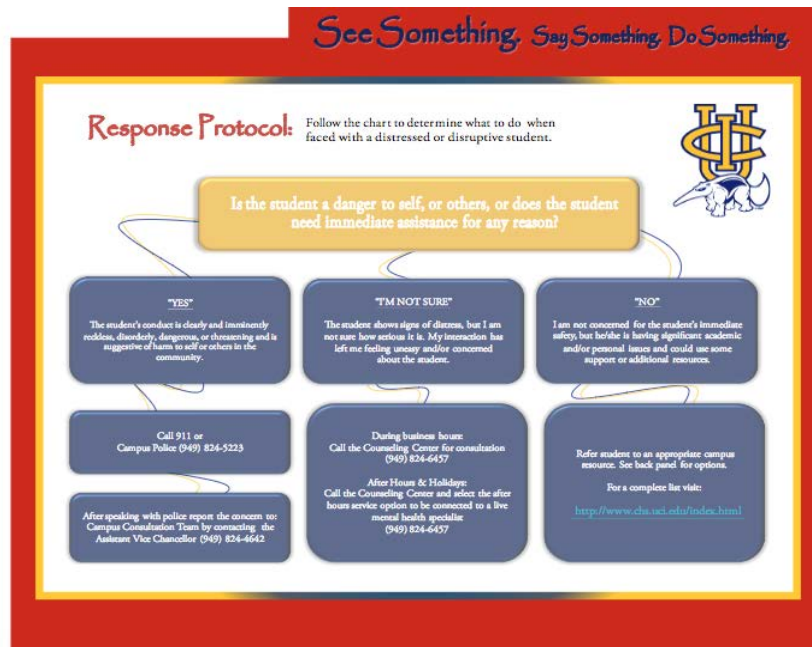 See Something. Say Something. Do Something.
Response Protocol: Follow the chart to determine what to do when
faced with a distressed or disruptive student.
UCI
Is the student a danger to self, or others, or does the student
need immediate assistance for any reason?
"YES"
The student's conduct is clearly and imminently
reckless, disorderly, dangerous, or threatening and is
suggestive of harm to self or others in the
community.
Call 911 or
Campus Police (949) 824-5223
After speaking with police report the concern to:
Campus Consultation Team by contacting the
Assistant Vice Chancellor (949) 824-4642
"I'M NOT SURE"
The student shows signs of distress, but I am
not sure how serious it is. My interaction has
left me feeling uneasy and/or concerned
about the student.
During business hours:
Call the Counseling Center for consultation
(949) 824-6457
After Hours & Holidays:
Call the Counseling Center and select the after
hours service option to be connected to a live
mental health specialist
(949) 824-6457
"NO"
I am not concerned for the student's immediate
safety, but he/she is having significant academic
and/or personal issues and could use some
support or additional resources.
Refer student to an appropriate campus
resource. See back panel for options.
For a complete list visit:
http://www.chs.uci.edu/index.html